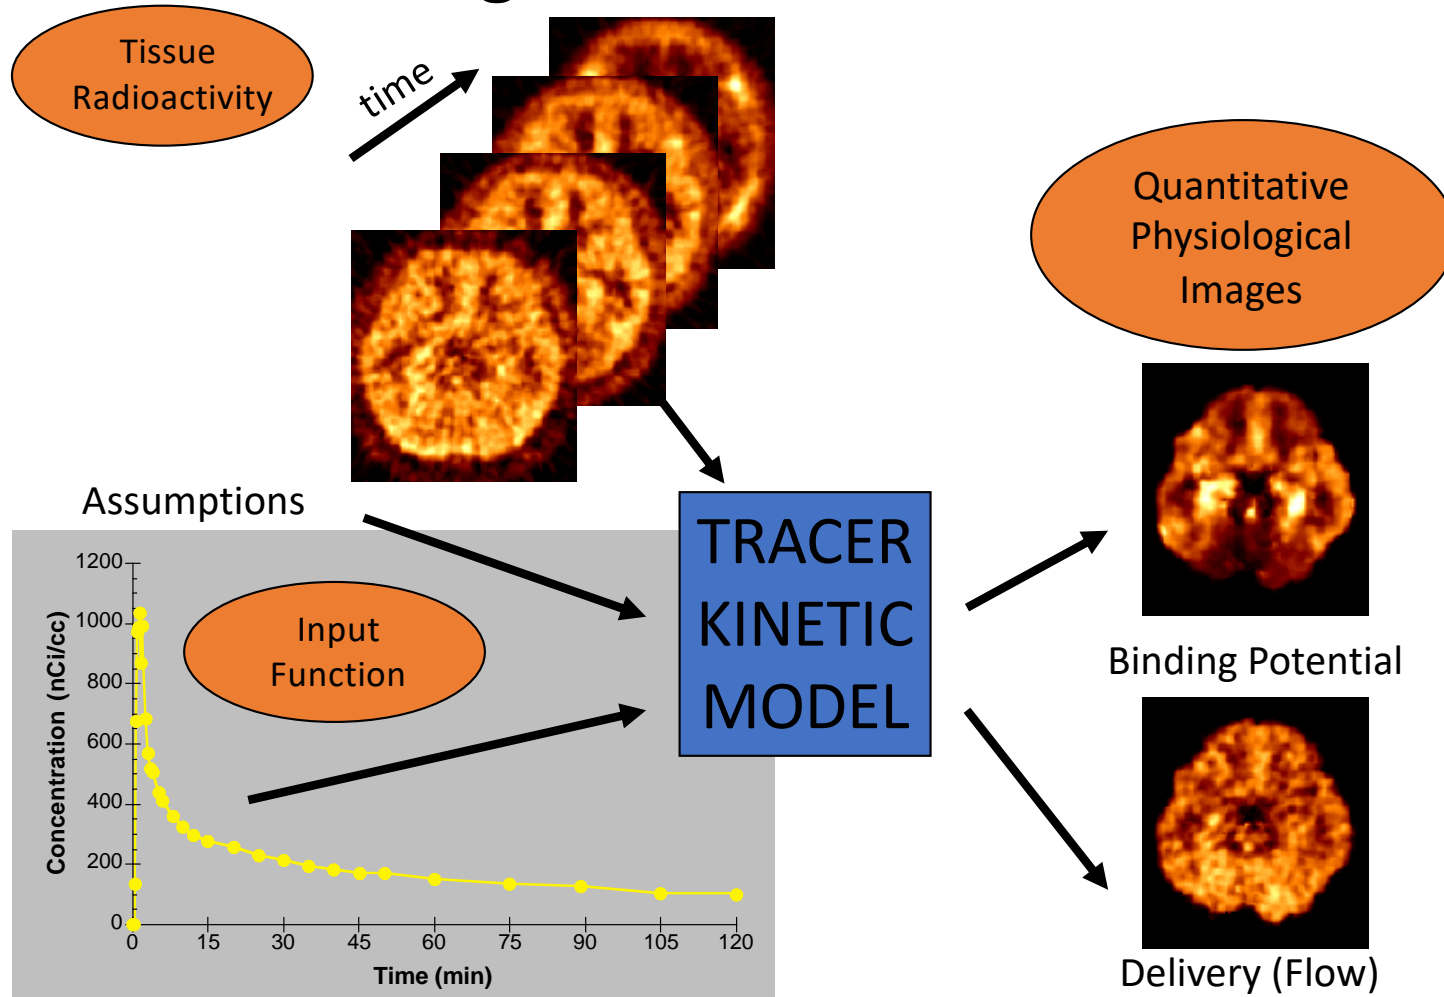 Tissue
Radioactivity
time
Quantitative
Physiological
Images
Assumptions
TRACER
KINETIC
MODEL
Input
Function
Concentration (nCi/cc)
1200
1000
800
600
400
200
0
0 15 30 45 60 75 90 105 120
Time (min)
Binding Potential
Delivery (Flow)